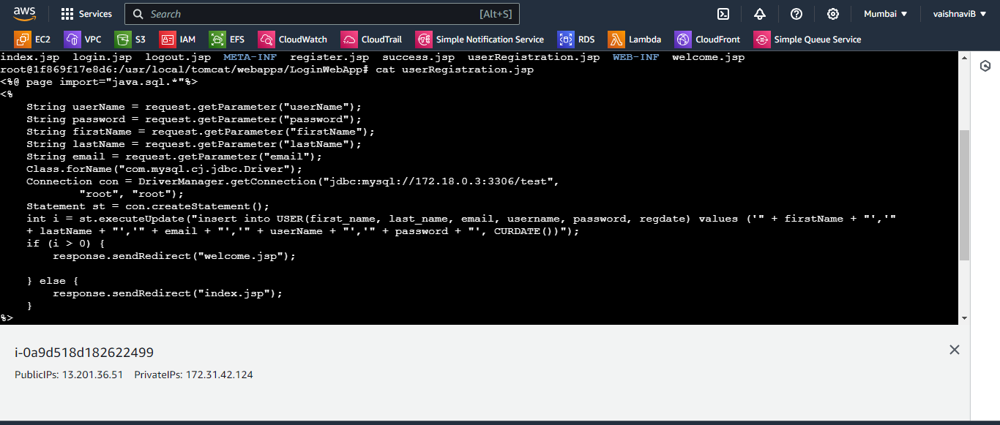 aws Services Search [Alt+S] Mumbai vaishnaviB
EC2 VPC S3 IAM EFS CloudWatch CloudTrail Simple Notification Service RDS Lambda CloudFront Simple Queue Service
index.jsp login.jsp logout.jsp META-INF register.jsp success.jsp userRegistration.jsp WEB-INF welcome.jsp
root@1f869f17e8d6:/usr/local/tomcat/webapps/LoginWebApp# cat userRegistration.jsp
<%@ page import="java.sql.*"%>
<%
    String userName = request.getParameter("userName");
    String password = request.getParameter("password");
    String firstName = request.getParameter("firstName");
    String lastName = request.getParameter("lastName");
    String email = request.getParameter("email");
    Class.forName("com.mysql.cj.jdbc.Driver");
    Connection con = DriverManager.getConnection("jdbc:mysql://172.18.0.3:3306/test",
            "root", "root");
    Statement st = con.createStatement();
    int i = st.executeUpdate("insert into USER(first_name, last_name, email, username, password, regdate) values ('" + firstName + "','"
    + lastName + "','" + email + "','" + userName + "','" + password + "', CURDATE())");
    if (i > 0) {
        response.sendRedirect("welcome.jsp");
    } else {
        response.sendRedirect("index.jsp");
    }
%>
i-0a9d518d182622499
PublicIPs: 13.201.36.51 PrivateIPs: 172.31.42.124